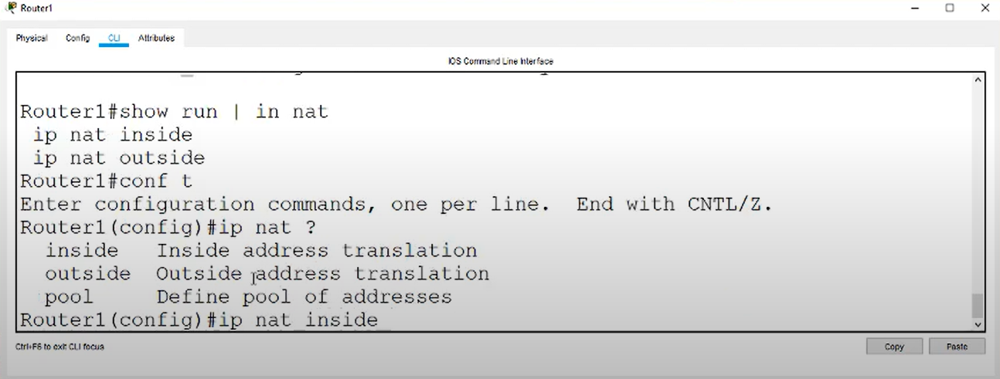 Router1
Physical Config CLI Attributes
IOS Command Line Interface
Router1#show run | in nat
ip nat inside
ip nat outside
Router1#conf t
Enter configuration commands, one per line.  End with CNTL/Z.
Router1(config)#ip nat ?
inside   Inside address translation
outside  Outside address translation
pool     Define pool of addresses
Router1(config)#ip nat inside
Ctrl+F6 to exit CLI focus
Copy Paste